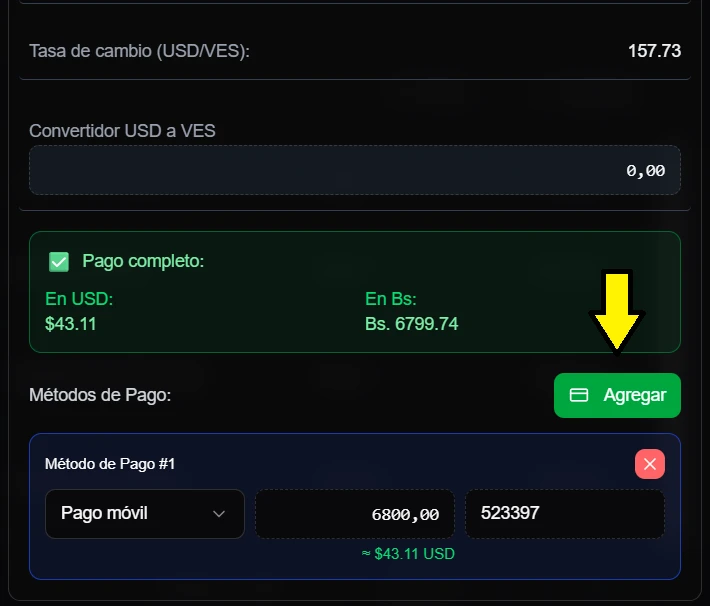 Tasa de cambio (USD/VES): 157.73
Convertidor USD a VES
0,00
Pago completo:
En USD: En Bs:
$43.11 Bs. 6799.74
Métodos de Pago: Agregar
Método de Pago #1
Pago móvil 6800,00 523397
≈ $43.11 USD